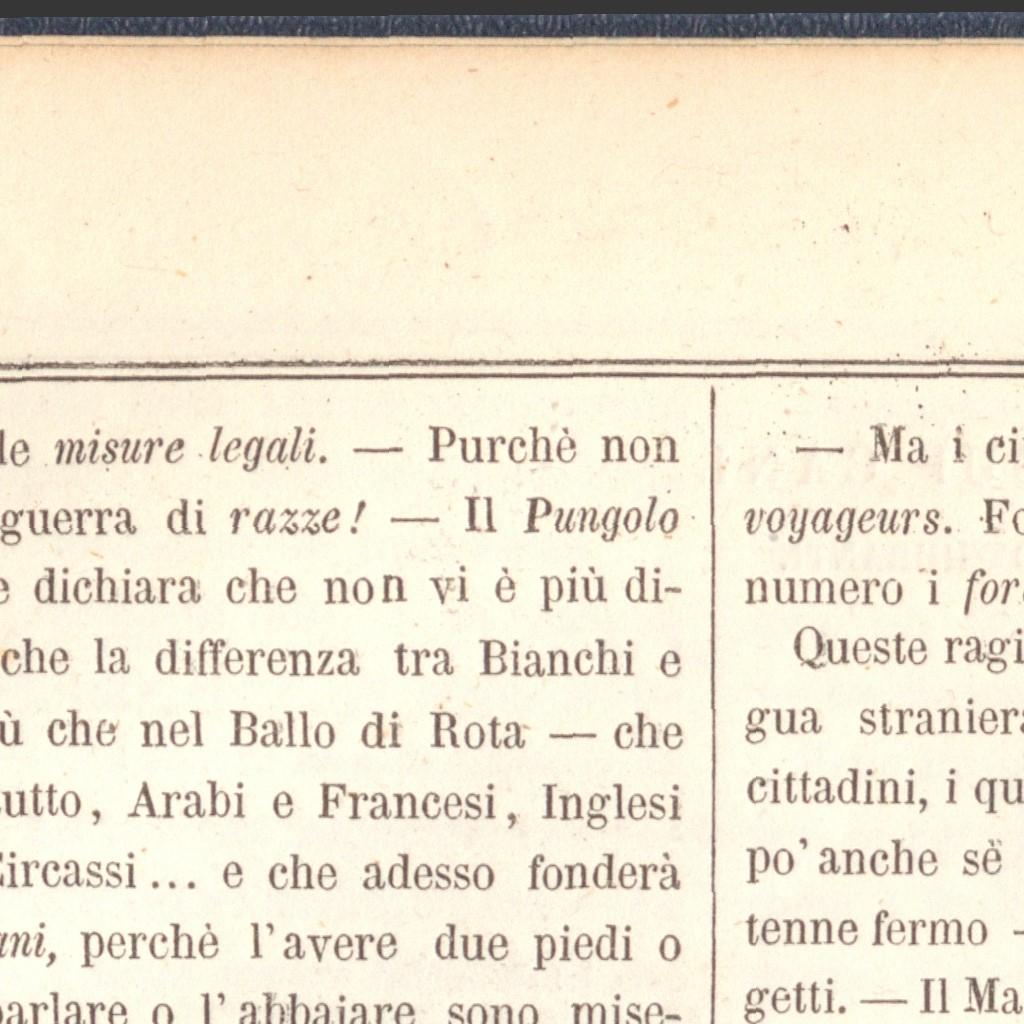 le misure legali. — Purchè non
guerra di razze! — Il Pungolo
e dichiara che non vi è più di-
che la differenza tra Bianchi e
ù che nel Ballo di Rota — che
utto, Arabi e Francesi, Inglesi
Circassi... e che adesso fonderà
ani, perchè l'avere due piedi o
parlare o l'abbaiare sono mise-
— Ma i ci
voyageurs. Fo
numero i for
Queste ragi
gua straniera
cittadini, i qu
po' anche sè
tenne fermo -
getti. — Il Ma